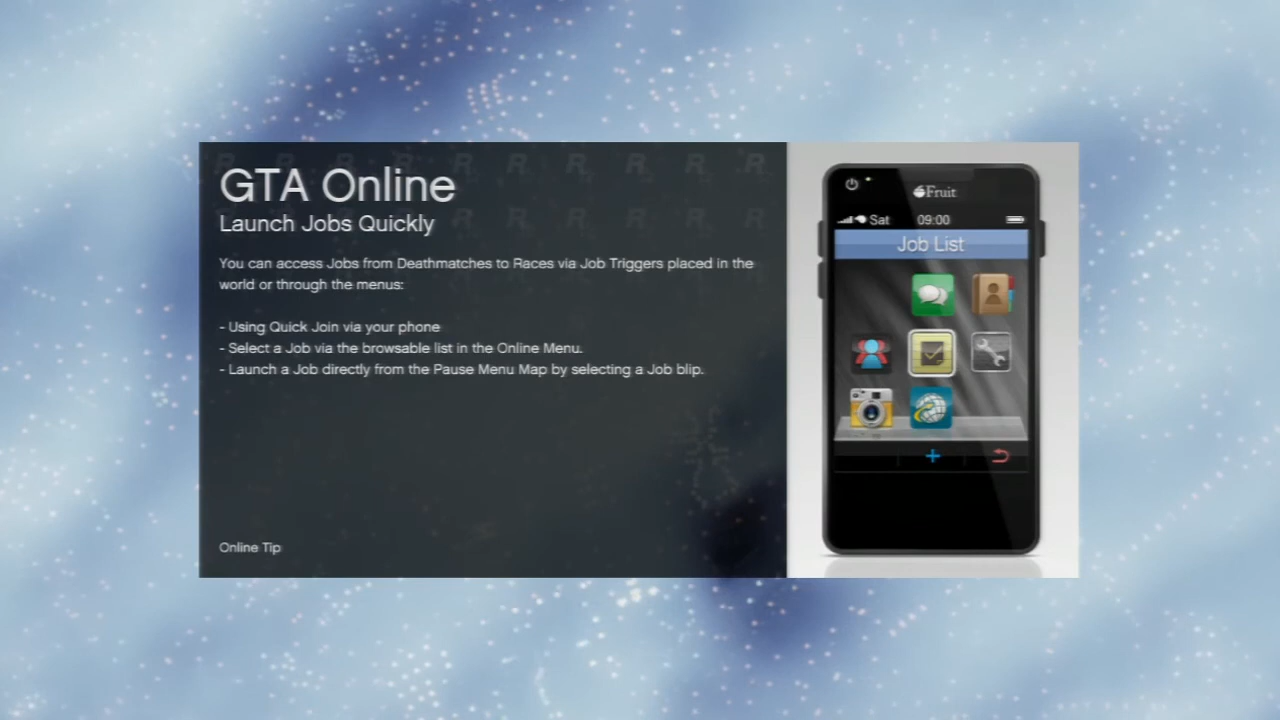 GTA Online
Launch Jobs Quickly
You can access Jobs from Deathmatches to Races via Job Triggers placed in the
world or through the menus:
- Using Quick Join via your phone
- Select a Job via the browsable list in the Online Menu.
- Launch a Job directly from the Pause Menu Map by selecting a Job blip.
Online Tip
Fruit
Sat 09:00
Job List